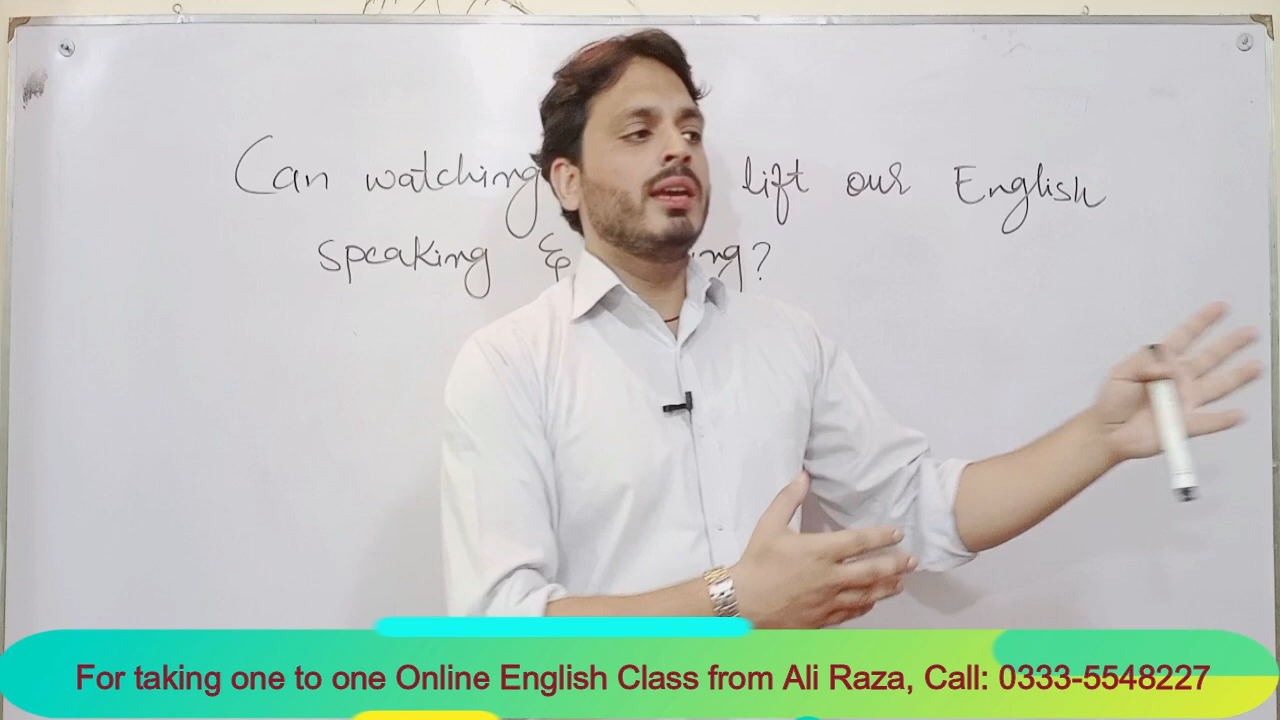 Can watching lift our English
speaking & ing?
For taking one to one Online English Class from Ali Raza, Call: 0333-5548227